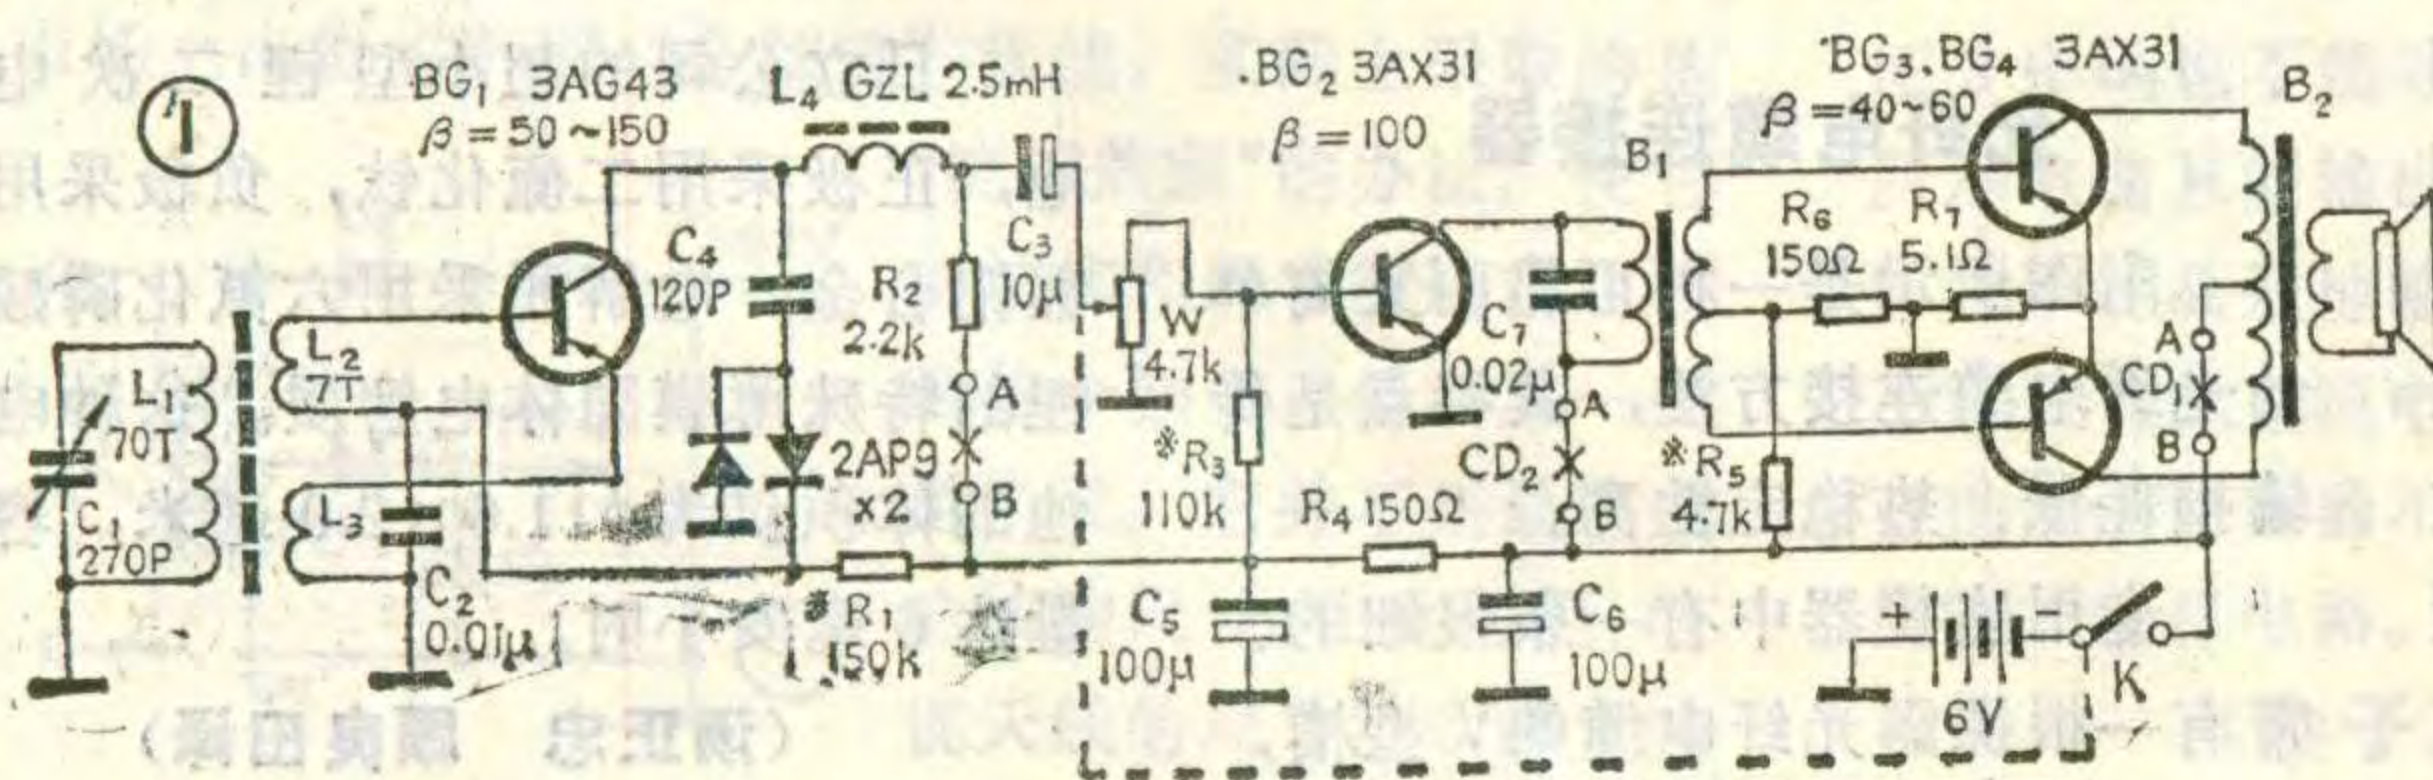 ①
BG₁ 3AG43
β=50~150
L₄ GZL 2.5mH
BG₂ 3AX31
β=100
BG₃.BG₄ 3AX31
β=40~60
B₂
B₁
C₄
120P
R₂
2.2k
C₃
10μ
W
4.7k
C₇
0.02μ
R₆
150Ω
R₇
5.1Ω
L₁
70T
L₂
7T
L₃
C₁
270P
C₂
0.01μ
2AP9
x2
A
B
※R₁
150k
※R₃
110k
R₄ 150Ω
A
CD₂
B
※R₅
4.7k
A
CD₁
B
C₅
100μ
C₆
100μ
+
-
6V
K